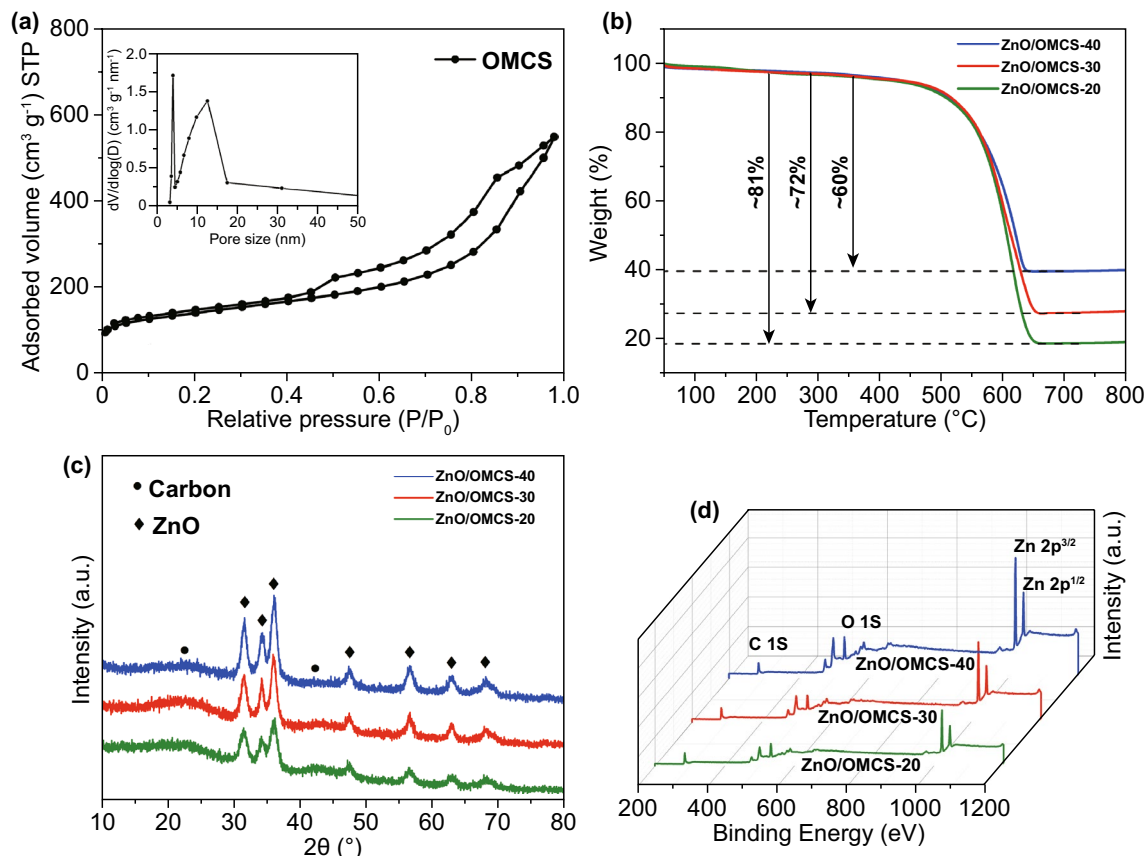 (a)
800
600
400
200
0
0
0.2
0.4
0.6
0.8
1.0
Adsorbed volume (cm³ g⁻¹) STP
Relative pressure (P/P₀)
OMCS
2.0
1.5
1.0
0.5
0
0
10
20
30
40
50
dV/dlog(D) (cm³ g⁻¹ nm⁻¹)
Pore size (nm)
(b)
100
80
60
40
20
100
200
300
400
500
600
700
800
Weight (%)
Temperature (°C)
ZnO/OMCS-40
ZnO/OMCS-30
ZnO/OMCS-20
~81%
~72%
~60%
(c)
Carbon
ZnO
ZnO/OMCS-40
ZnO/OMCS-30
ZnO/OMCS-20
Intensity (a.u.)
10
20
30
40
50
60
70
80
2θ (°)
(d)
Zn 2p³ᐟ²
Zn 2p¹ᐟ²
O 1S
C 1S
ZnO/OMCS-40
ZnO/OMCS-30
ZnO/OMCS-20
Intensity (a.u.)
200
400
600
800
1000
1200
Binding Energy (eV)